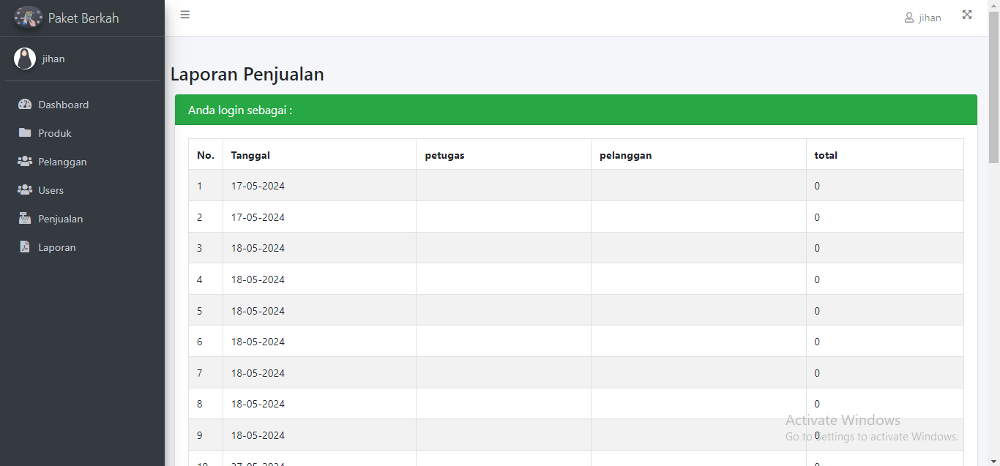 Paket Berkah
jihan
jihan
Dashboard
Produk
Pelanggan
Users
Penjualan
Laporan
Laporan Penjualan
Anda login sebagai :
No. Tanggal petugas pelanggan total
1 17-05-2024 0
2 17-05-2024 0
3 18-05-2024 0
4 18-05-2024 0
5 18-05-2024 0
6 18-05-2024 0
7 18-05-2024 0
8 18-05-2024 0
9 18-05-2024 0
10 27-05-2024 0
Activate Windows
Go to Settings to activate Windows.